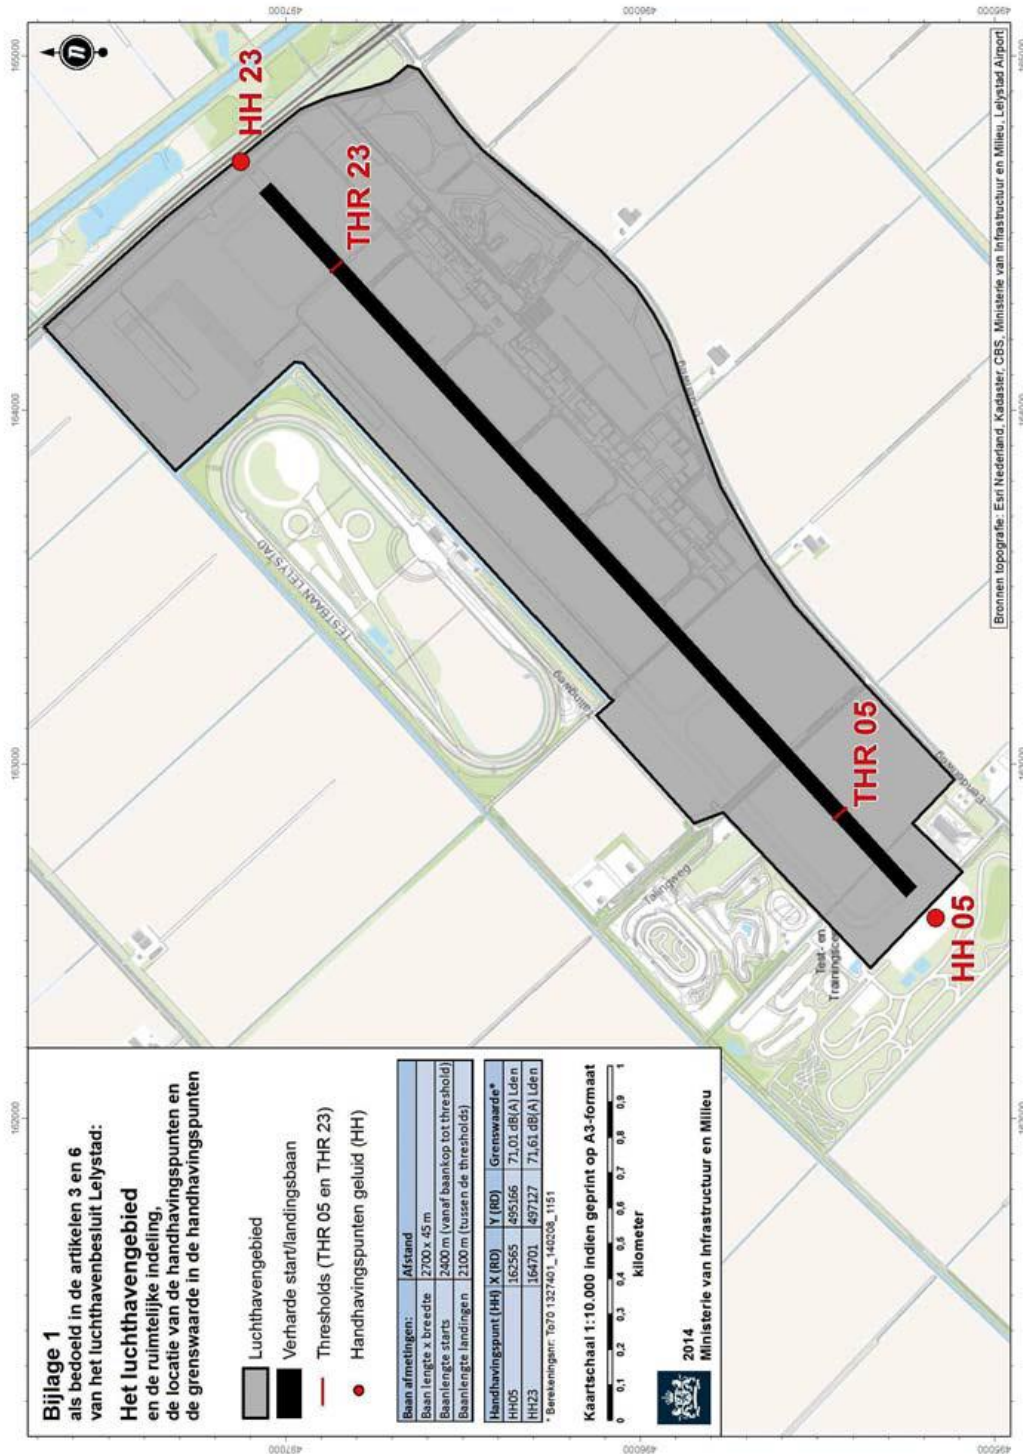 Bijlage 1
als bedoeld in de artikelen 3 en 6
van het luchthavenbesluit Lelystad:
Het luchthavengebied
en de ruimtelijke indeling,
de locatie van de handhavingspunten en
de grenswaarde in de handhavingspunten
Luchthavengebied
Verharde start/landingsbaan
Thresholds (THR 05 en THR 23)
Handhavingspunten geluid (HH)
Baan afmetingen: Afstand
Baan lengte x breedte 2700 x 45 m
Baanlengte starts 2400 m (vanaf baankop tot threshold)
Baanlengte landingen 2100 m (tussen de thresholds)
Handhavingspunt (HH) X (RD) Y (RD) Grenswaarde*
HH05 162565 495166 71,01 dB(A) Lden
HH23 164701 497127 71,61 dB(A) Lden
* Berekeningsnr: To70 1327401_140208_1151
Kaartschaal 1:10.000 indien geprint op A3-formaat
0 0,1 0,2 0,3 0,4 0,5 0,6 0,7 0,8 0,9 1
kilometer
2014
Ministerie van Infrastructuur en Milieu
162000 163000 164000 165000
497000
496000
495000
497000
496000
n
HH 23
THR 23
THR 05
HH 05
TESTBAAN LELYSTAD
Talingweg
Talingweg
Test- en
Eendenweg
Bronnen topografie: Esri Nederland, Kadaster, CBS, Ministerie van Infrastructuur en Milieu, Lelystad Airport